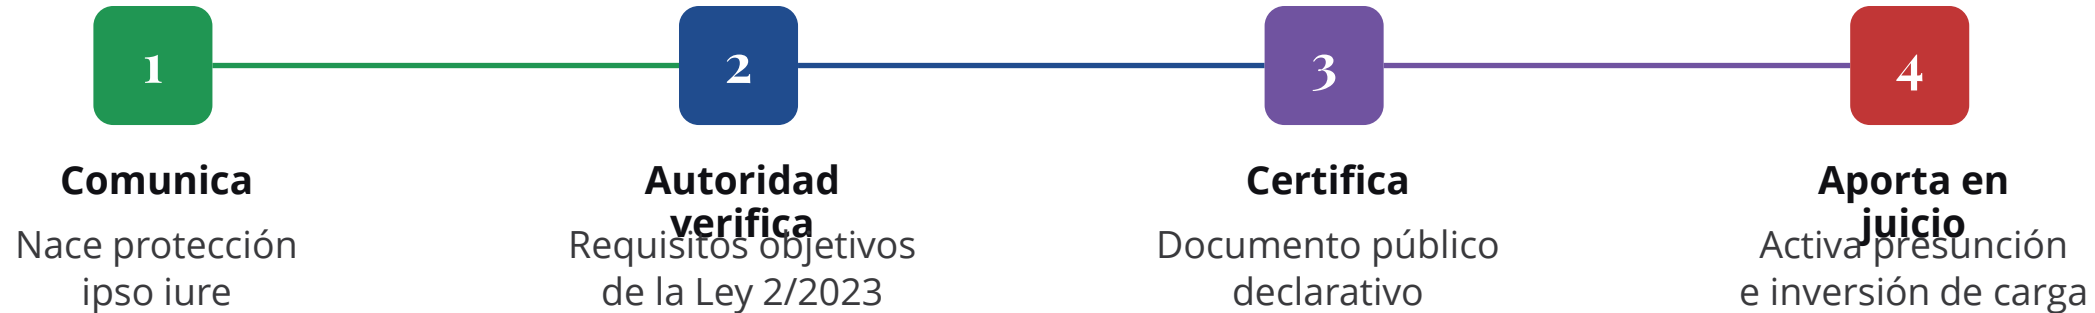 1
2
3
4
Comunica
Nace protección
ipso iure
Autoridad
verifica
Requisitos objetivos
de la Ley 2/2023
Certifica
Documento público
declarativo
Aporta en
juicio
Activa presunción
e inversión de carga